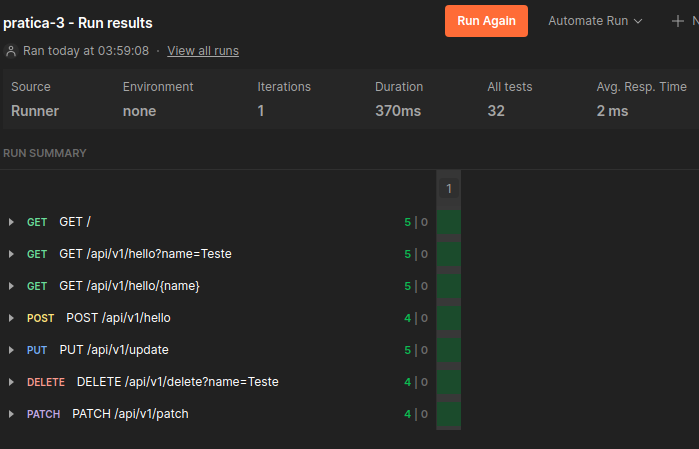 pratica-3 - Run results
Run Again
Automate Run
N
Ran today at 03:59:08 · View all runs
Source Environment Iterations Duration All tests Avg. Resp. Time
Runner none 1 370ms 32 2 ms
RUN SUMMARY
1
GET GET / 5 | 0
GET GET /api/v1/hello?name=Teste 5 | 0
GET GET /api/v1/hello/{name} 5 | 0
POST POST /api/v1/hello 4 | 0
PUT PUT /api/v1/update 5 | 0
DELETE DELETE /api/v1/delete?name=Teste 4 | 0
PATCH PATCH /api/v1/patch 4 | 0